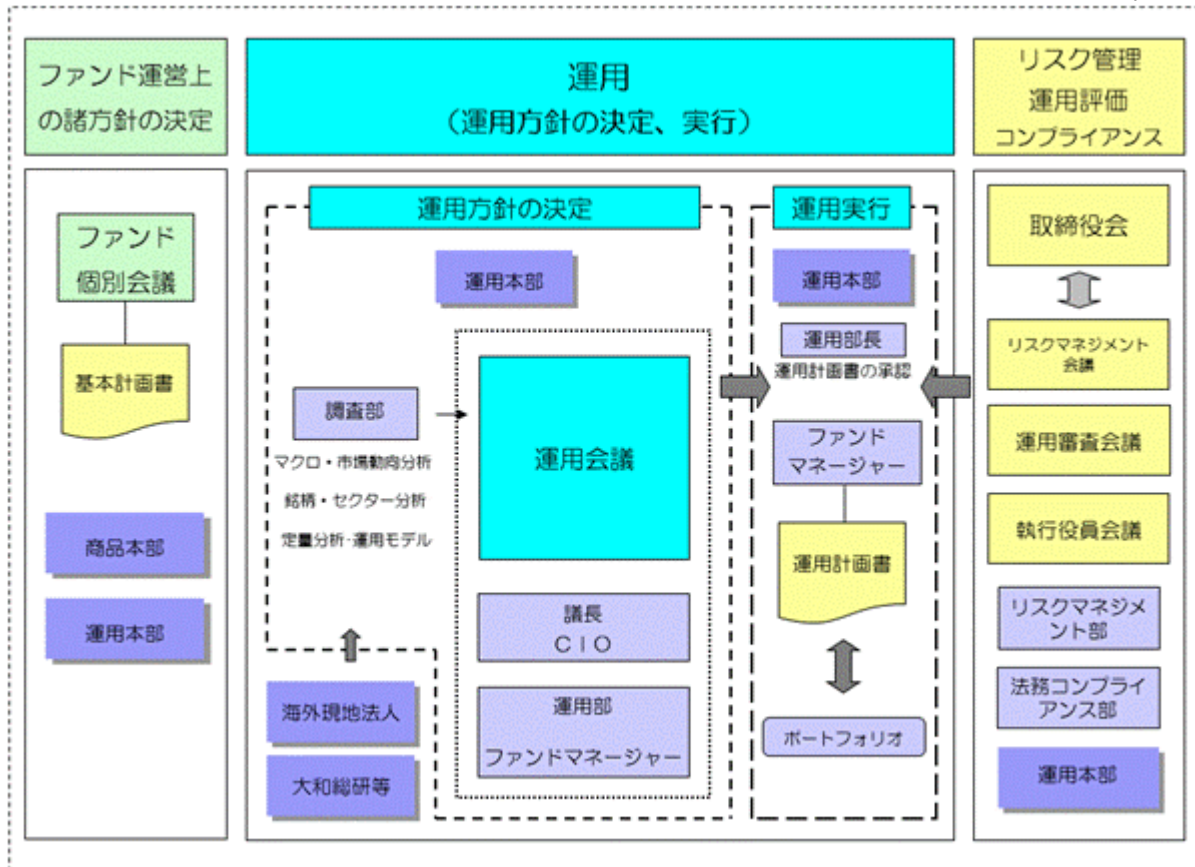 ファンド運営上
の諸方針の決定
運用
（運用方針の決定、実行）
リスク管理
運用評価
コンプライアンス
ファンド
個別会議
基本計画書
商品本部
運用本部
運用方針の決定
運用本部
調査部
マクロ・市場動向分析
銘柄・セクター分析
定量分析・運用モデル
運用会議
議長
ＣＩＯ
運用部
ファンドマネージャー
海外現地法人
大和総研等
運用実行
運用本部
運用部長
運用計画書の承認
ファンド
マネージャー
運用計画書
ポートフォリオ
取締役会
リスクマネジメント
会議
運用審査会議
執行役員会議
リスクマネジメ
ント部
法務コンプライ
アンス部
運用本部